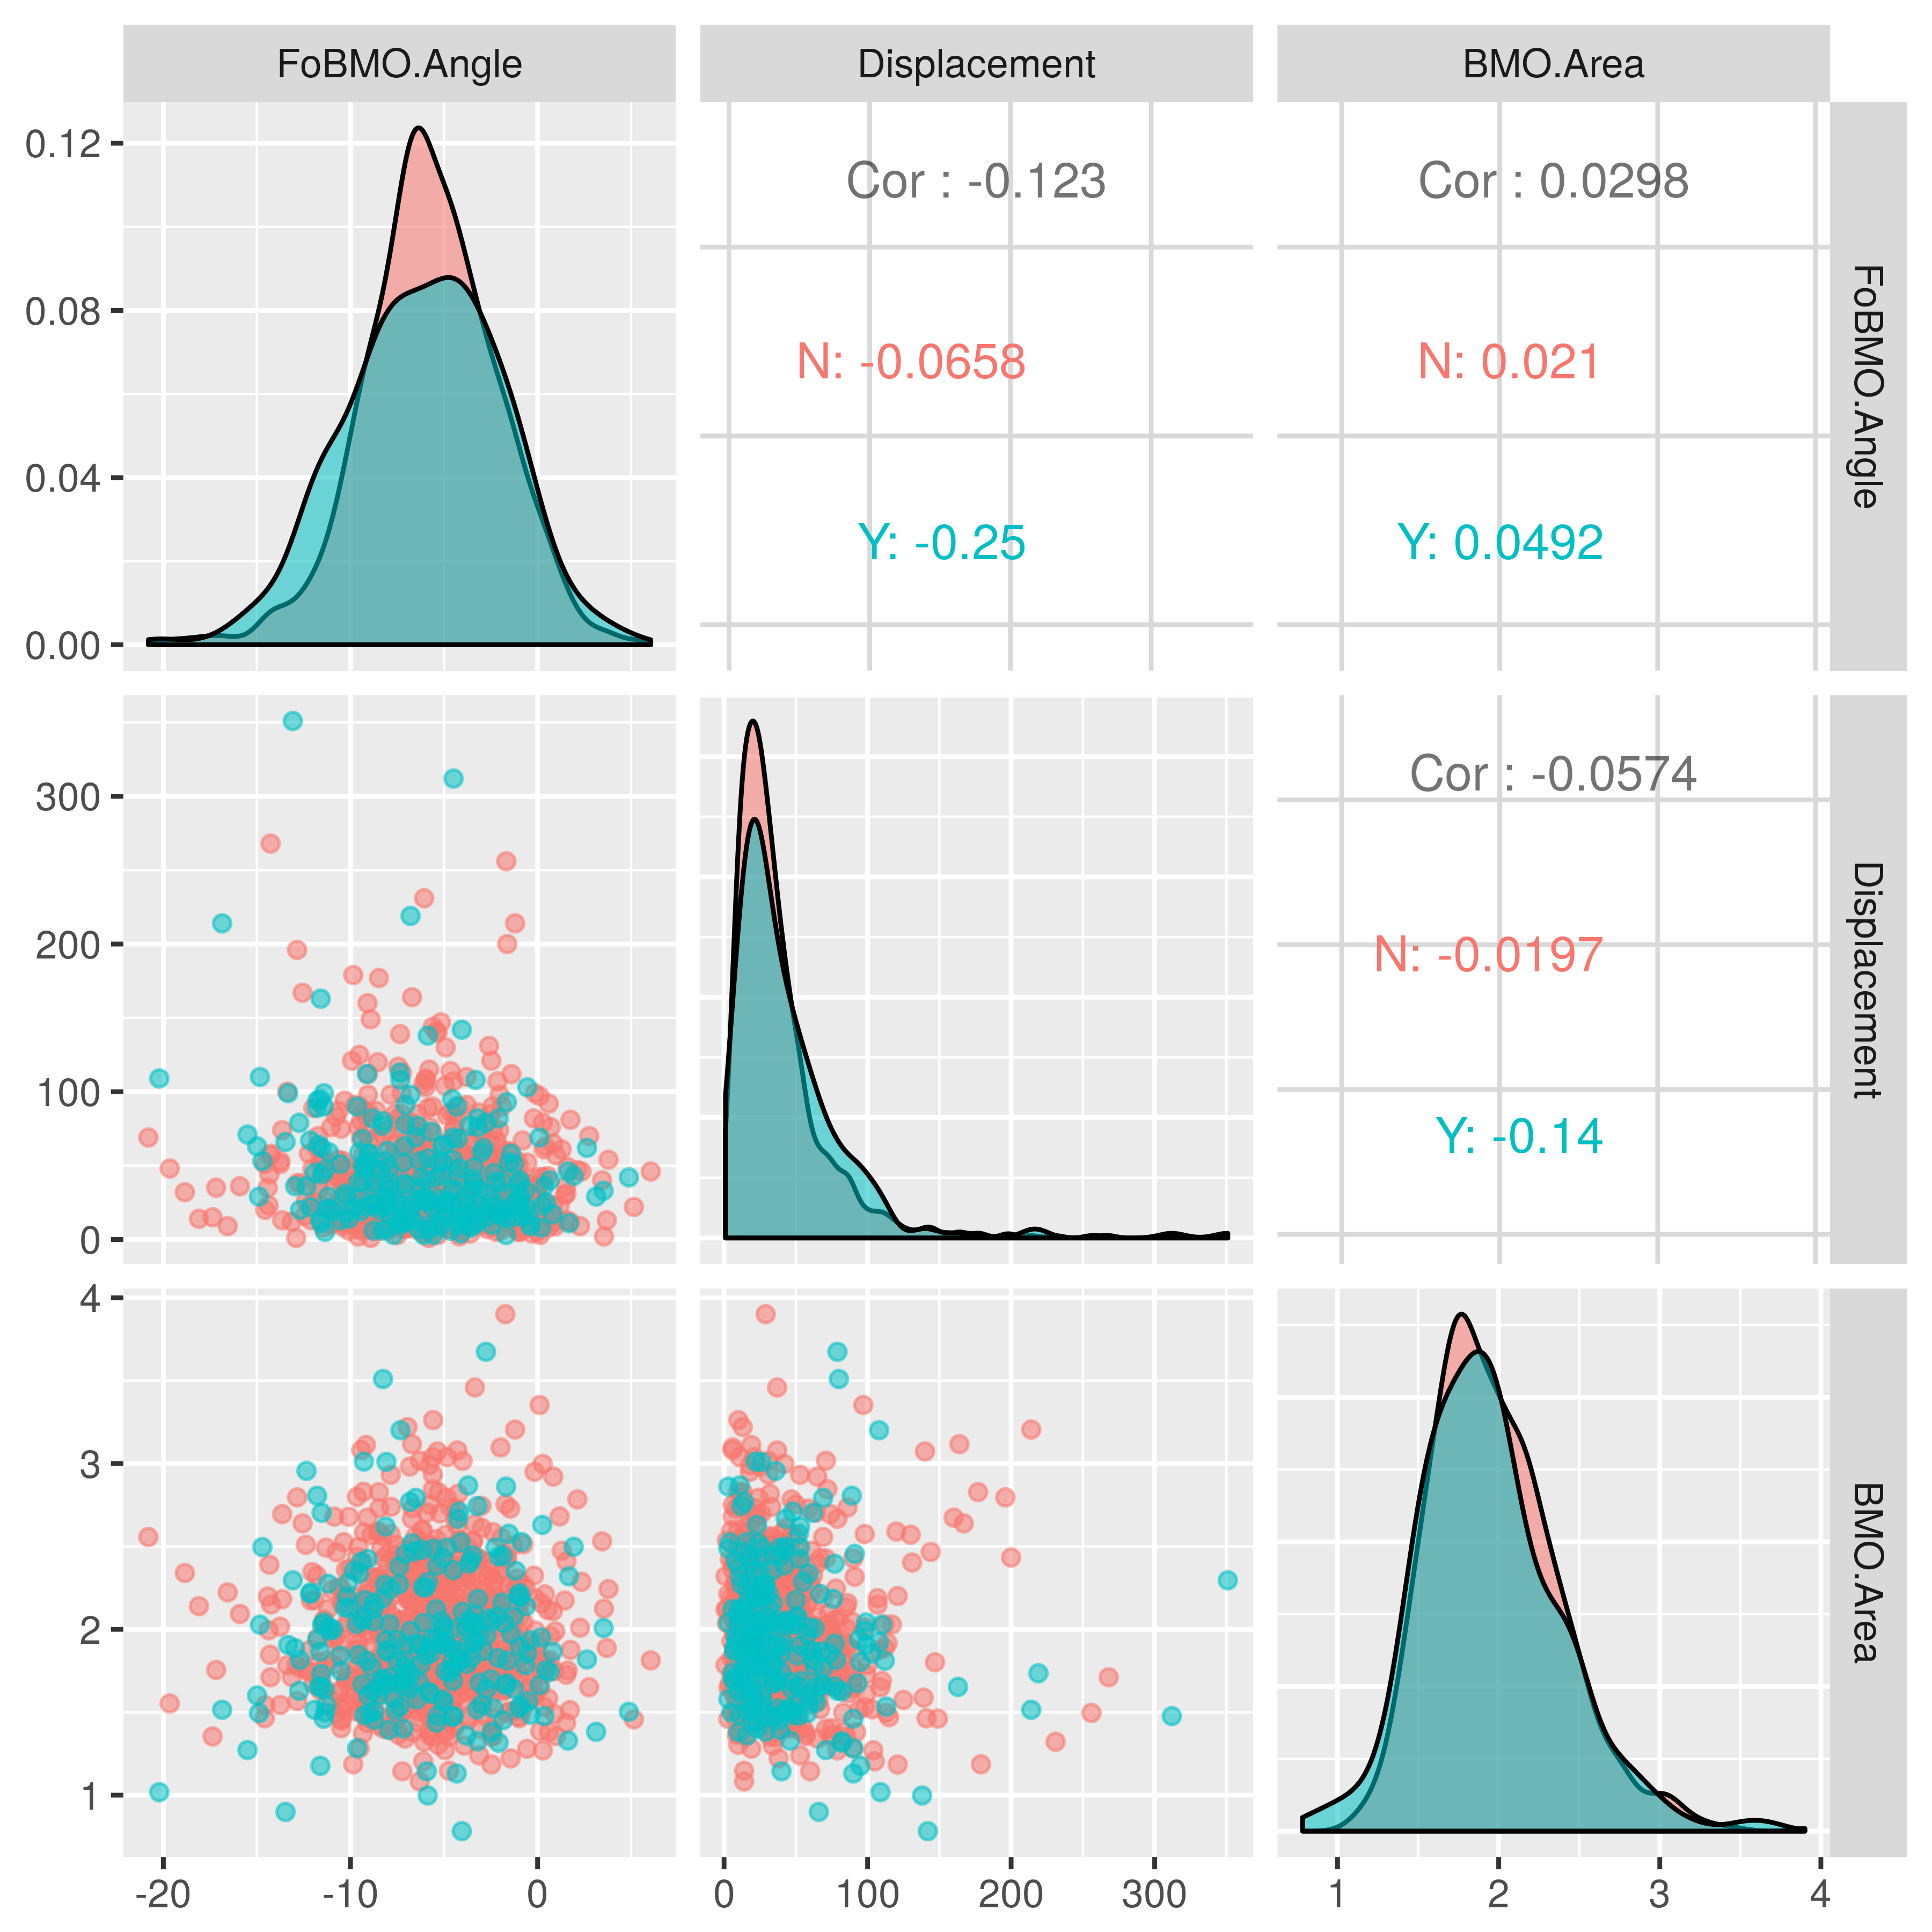 FoBMO.Angle
Displacement
BMO.Area
0.12
0.08
0.04
0.00
Cor : -0.123
N: -0.0658
Y: -0.25
Cor : 0.0298
N: 0.021
Y: 0.0492
FoBMO.Angle
300
200
100
0
Cor : -0.0574
N: -0.0197
Y: -0.14
Displacement
4
3
2
1
BMO.Area
-20 -10 0
0 100 200 300
1 2 3 4